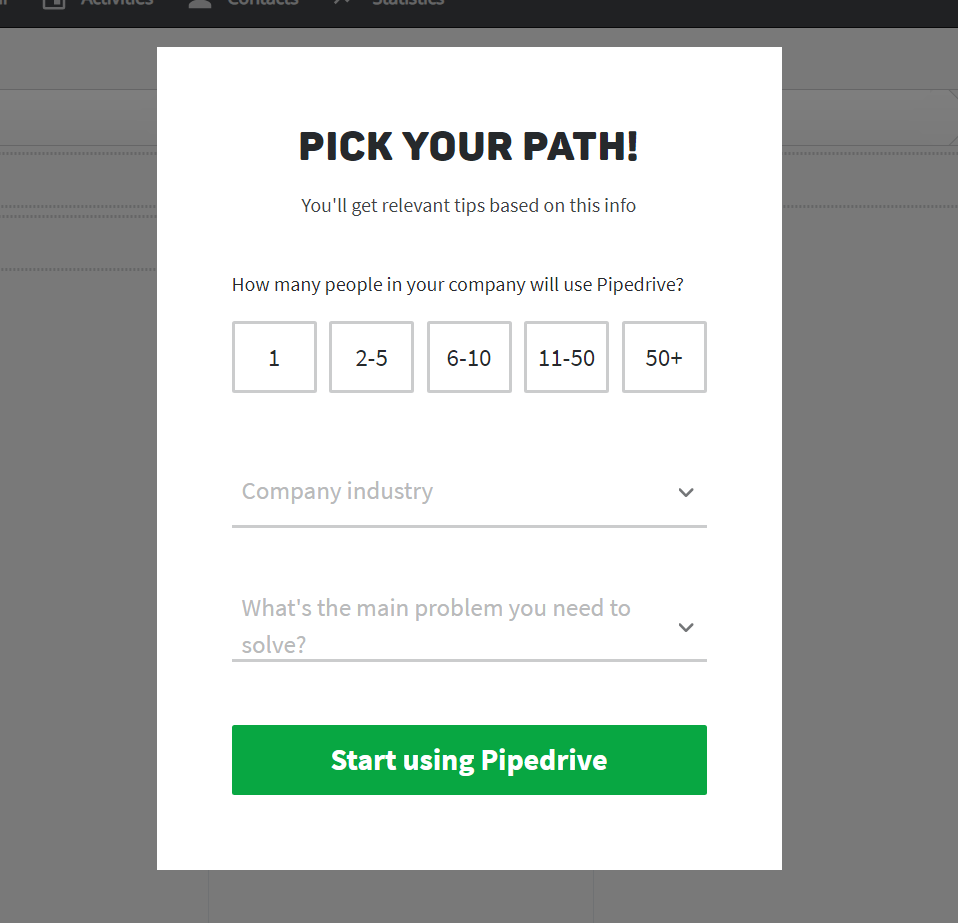 Activities Contacts Statistics
PICK YOUR PATH!
You'll get relevant tips based on this info
How many people in your company will use Pipedrive?
1 2-5 6-10 11-50 50+
Company industry
What's the main problem you need to
solve?
Start using Pipedrive